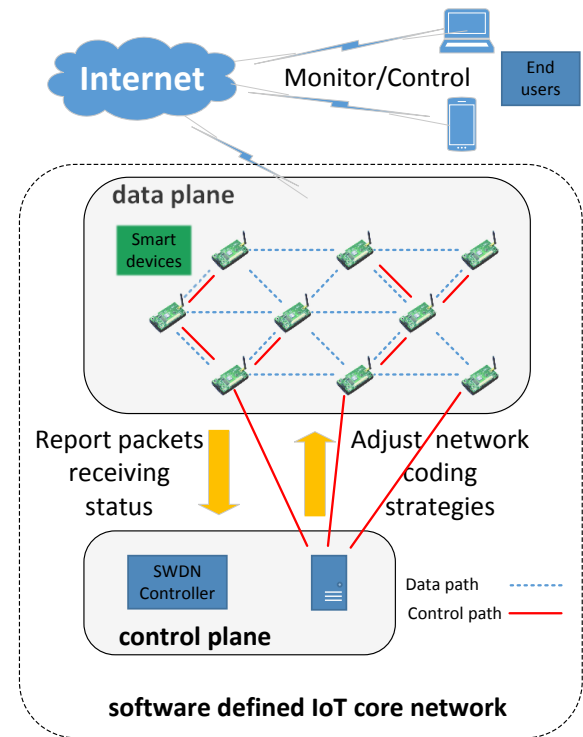 Internet
Monitor/Control
End
users
data plane
Smart
devices
Report packets
receiving
status
Adjust network
coding
strategies
SWDN
Controller
control plane
Data path
Control path
software defined IoT core network